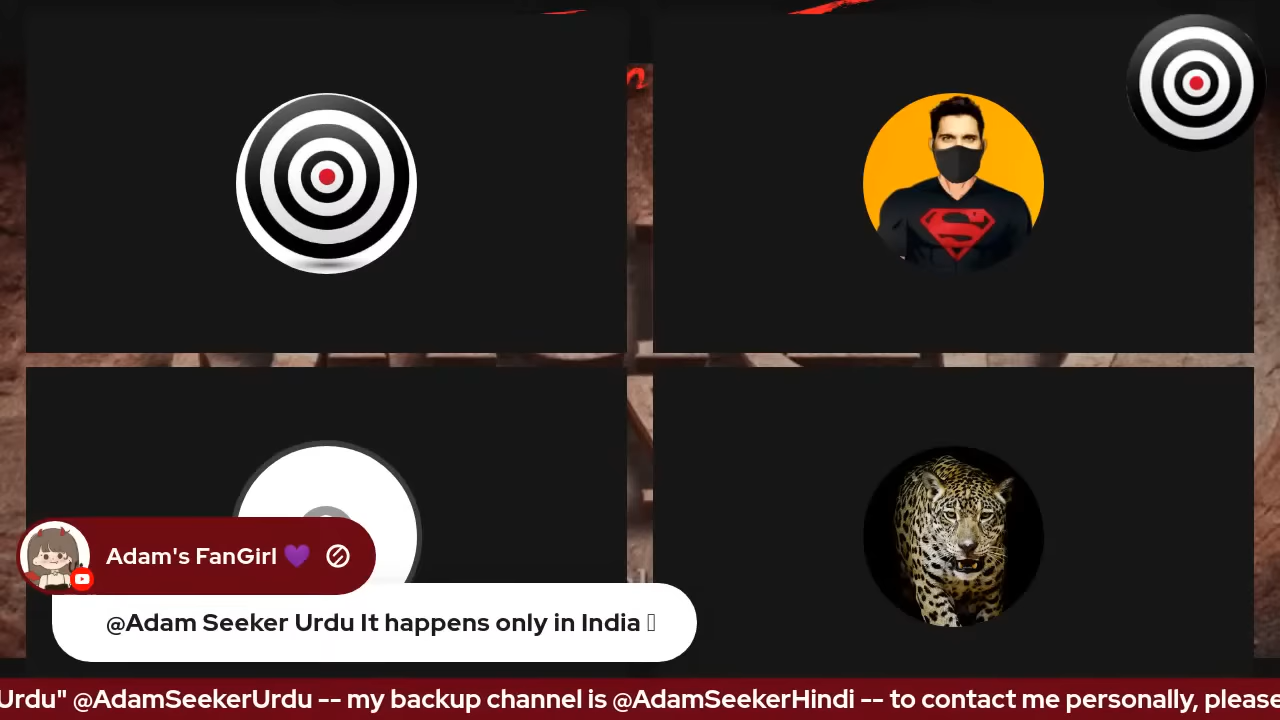 Adam's FanGirl 💜
@Adam Seeker Urdu It happens only in India
Urdu" @AdamSeekerUrdu -- my backup channel is @AdamSeekerHindi -- to contact me personally, please